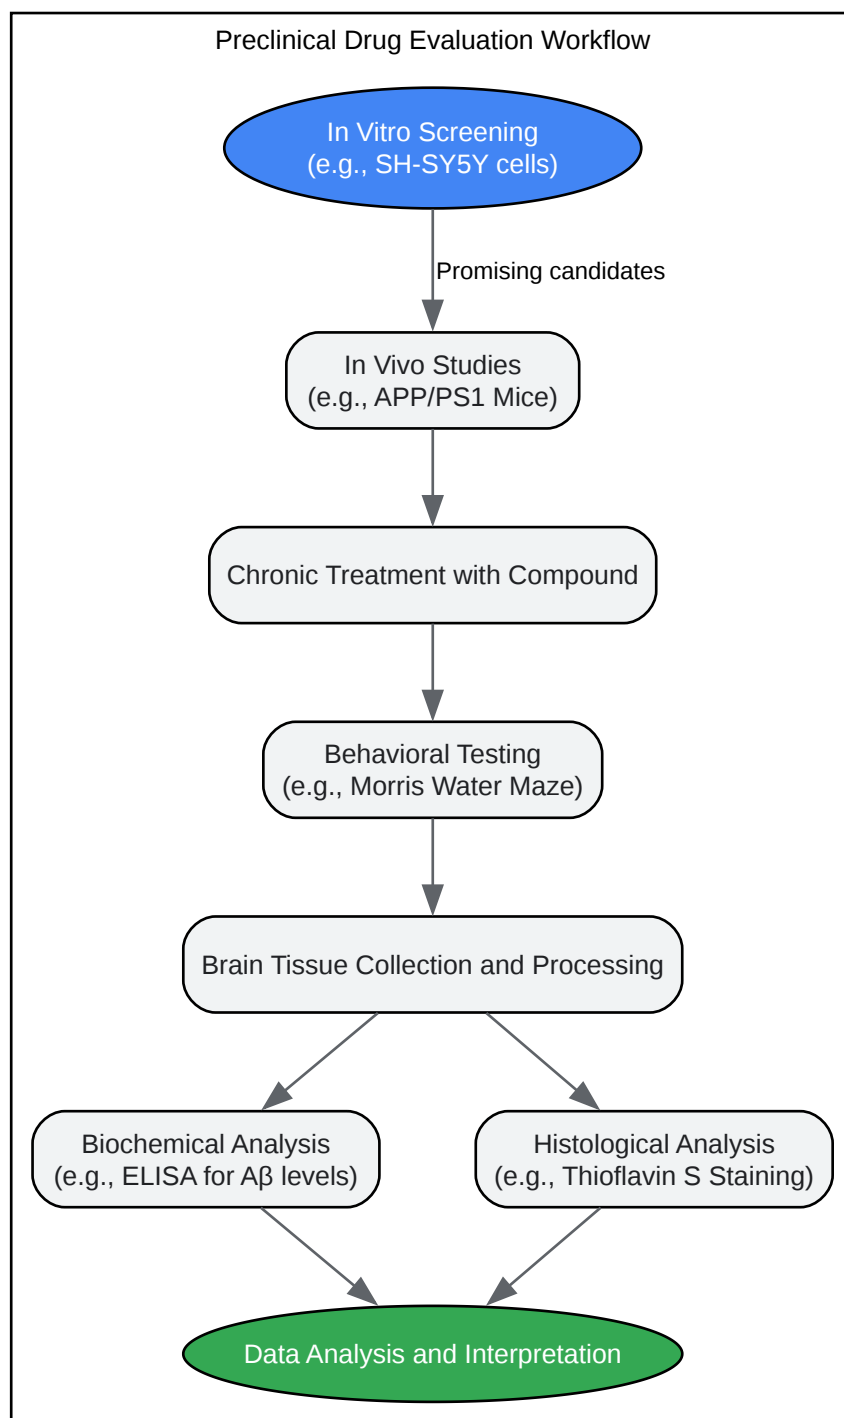 Preclinical Drug Evaluation Workflow
In Vitro Screening
(e.g., SH-SY5Y cells)
Promising candidates
In Vivo Studies
(e.g., APP/PS1 Mice)
Chronic Treatment with Compound
Behavioral Testing
(e.g., Morris Water Maze)
Brain Tissue Collection and Processing
Biochemical Analysis
(e.g., ELISA for Aβ levels)
Histological Analysis
(e.g., Thioflavin S Staining)
Data Analysis and Interpretation